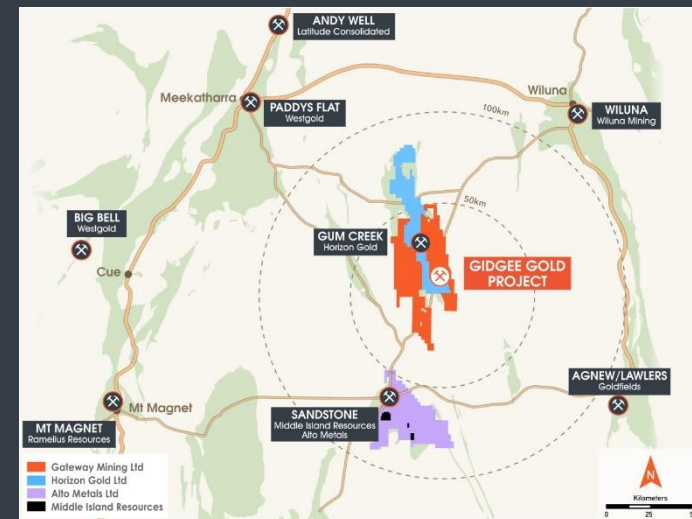 ANDY WELL
Latitude Consolidated
Meekatharra
PADDYS FLAT
Westgold
Wiluna
100km
WILUNA
Wiluna Mining
50km
BIG BELL
Westgold
GUM CREEK
Horizon Gold
Cue
GIDGEE GOLD
PROJECT
AGNEW/LAWLERS
Goldfields
MT MAGNET
Ramelius Resources
Mt Magnet
SANDSTONE
Middle Island Resources
Alto Metals
Gateway Mining Ltd
Horizon Gold Ltd
Alto Metals Ltd
Middle Island Resources
N
Kilometers
0 25